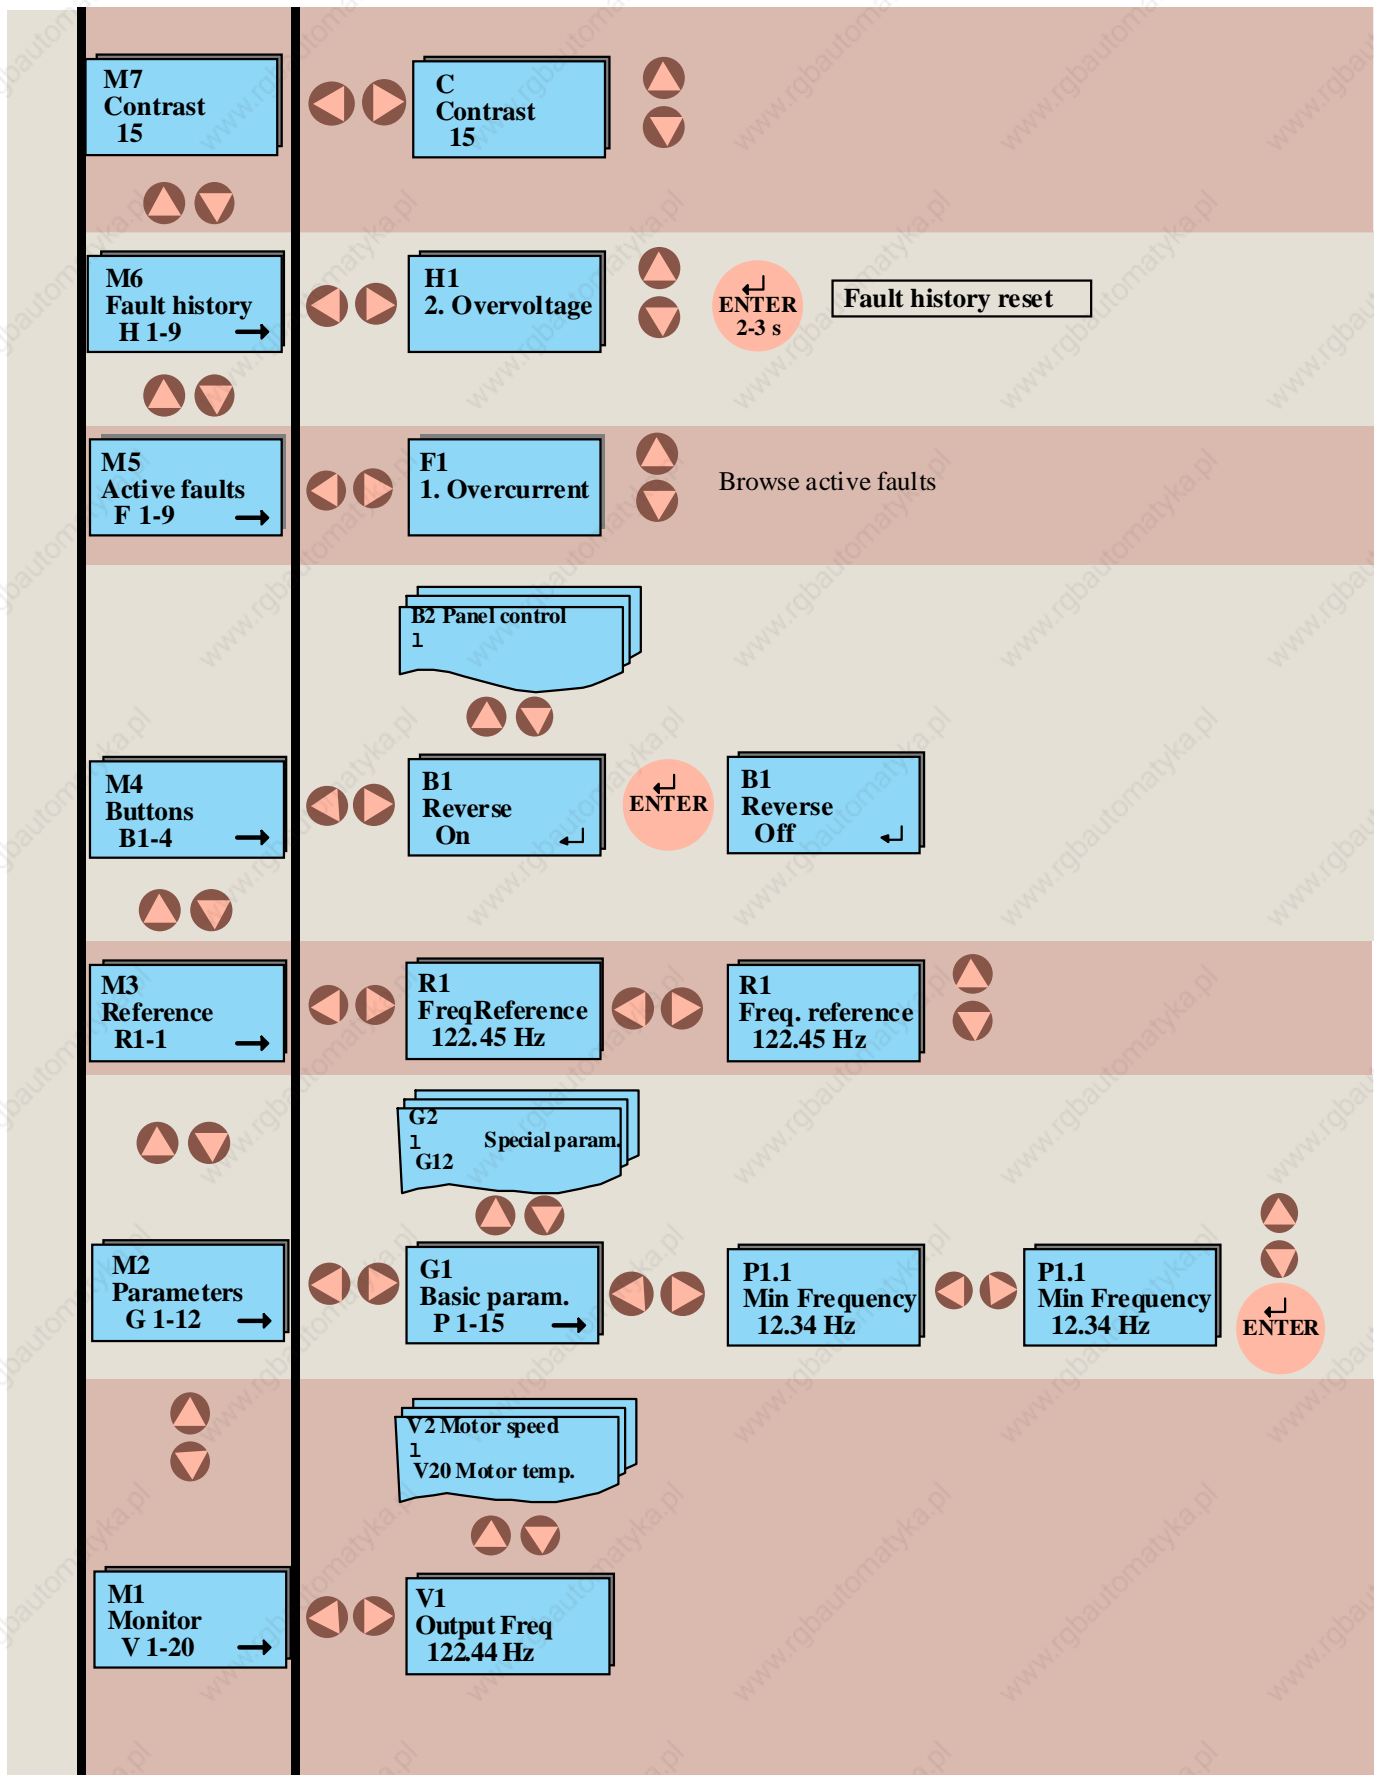 M7
Contrast
15
C
Contrast
15
M6
Fault history
H 1-9
H1
2. Overvoltage
ENTER
2-3 s
Fault history reset
M5
Active faults
F 1-9
F1
1. Overcurrent
Browse active faults
B2 Panel control
1
M4
Buttons
B1-4
B1
Reverse
On
ENTER
B1
Reverse
Off
M3
Reference
R1-1
R1
FreqReference
122.45 Hz
R1
Freq. reference
122.45 Hz
G2
1 Special param.
G12
M2
Parameters
G 1-12
G1
Basic param.
P 1-15
P1.1
Min Frequency
12.34 Hz
P1.1
Min Frequency
12.34 Hz
ENTER
V2 Motor speed
1
V20 Motor temp.
M1
Monitor
V 1-20
V1
Output Freq
122.44 Hz
www.rgbautomatyka.pl